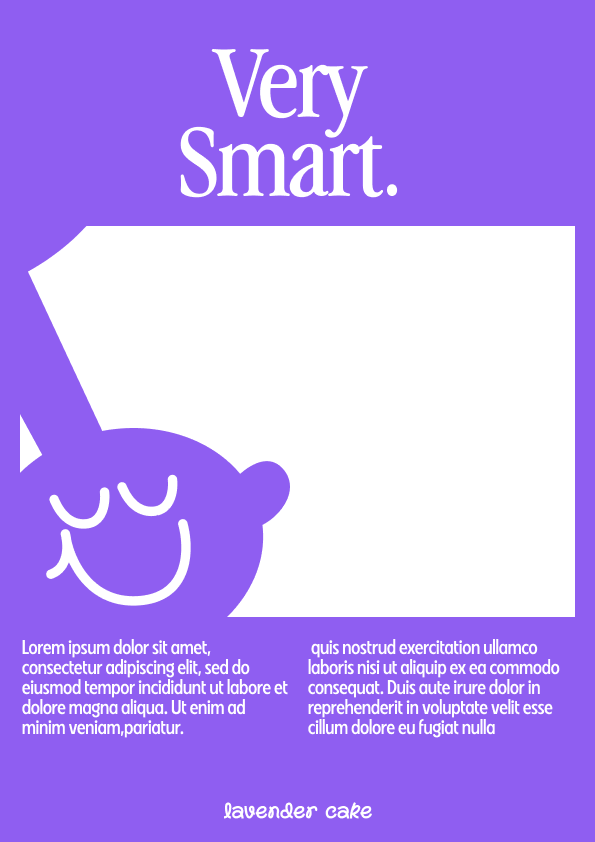 Very
Smart.
Lorem ipsum dolor sit amet,
consectetur adipiscing elit, sed do
eiusmod tempor incididunt ut labore et
dolore magna aliqua. Ut enim ad
minim veniam,pariatur.
quis nostrud exercitation ullamco
laboris nisi ut aliquip ex ea commodo
consequat. Duis aute irure dolor in
reprehenderit in voluptate velit esse
cillum dolore eu fugiat nulla
lavender cake